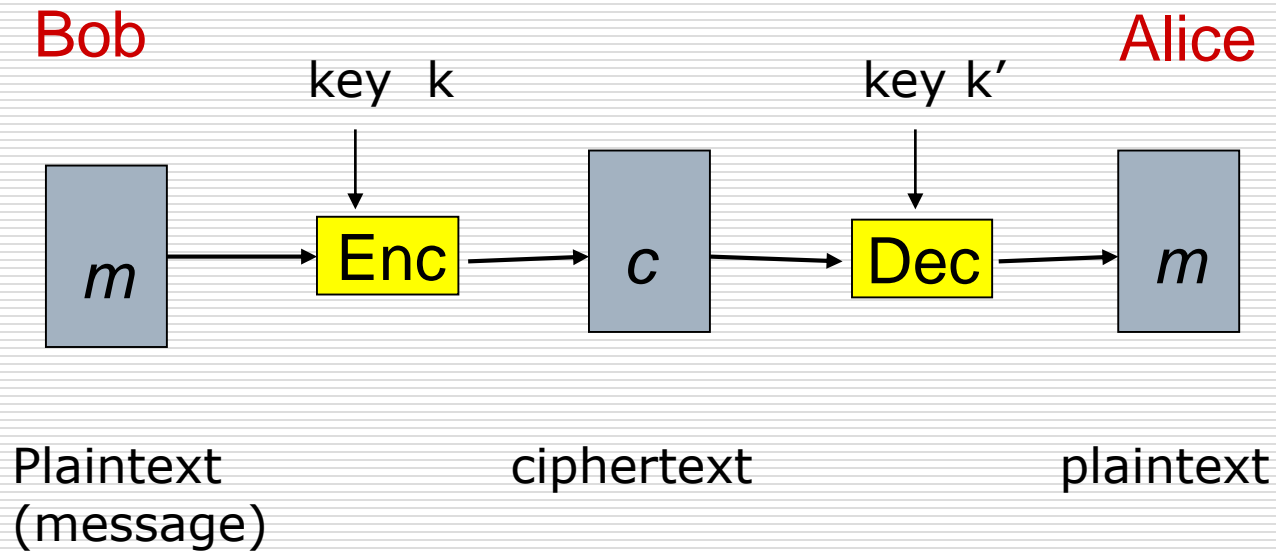 Bob
Alice
key k
key k’
m
Enc
c
Dec
m
Plaintext
(message)
ciphertext
plaintext